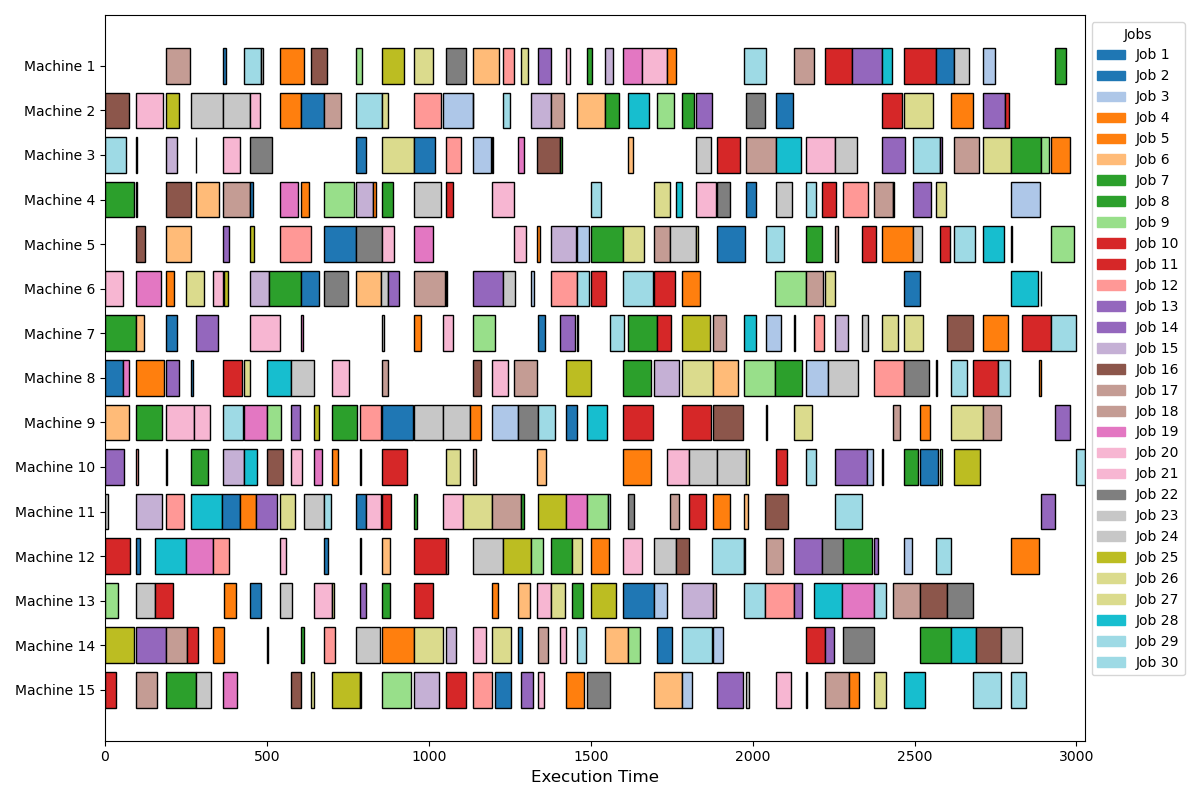 Machine 1
Machine 2
Machine 3
Machine 4
Machine 5
Machine 6
Machine 7
Machine 8
Machine 9
Machine 10
Machine 11
Machine 12
Machine 13
Machine 14
Machine 15
0 500 1000 1500 2000 2500 3000
Execution Time
Jobs
Job 1
Job 2
Job 3
Job 4
Job 5
Job 6
Job 7
Job 8
Job 9
Job 10
Job 11
Job 12
Job 13
Job 14
Job 15
Job 16
Job 17
Job 18
Job 19
Job 20
Job 21
Job 22
Job 23
Job 24
Job 25
Job 26
Job 27
Job 28
Job 29
Job 30